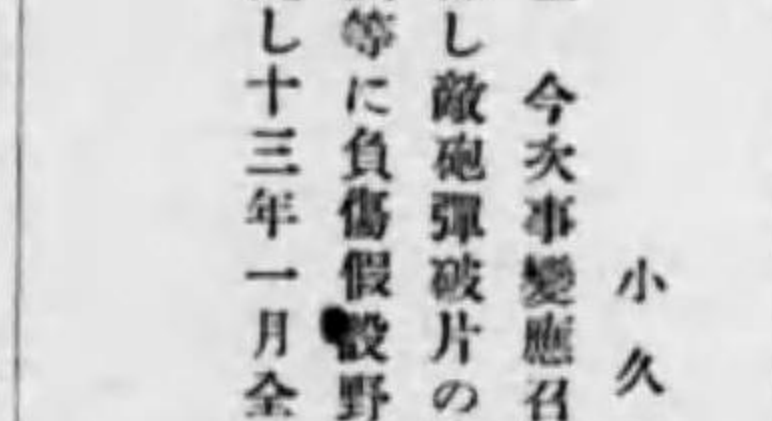 小久
今次事變應召
し敵砲彈破片の
等に負傷假設野
し十三年一月全